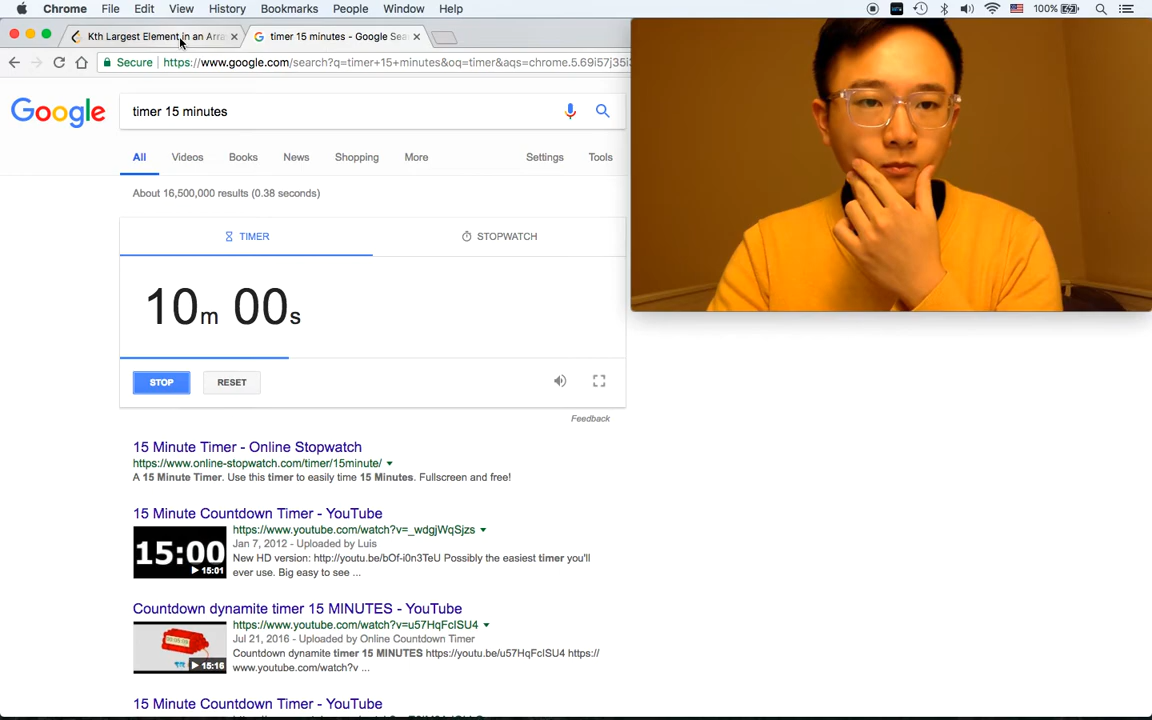 Chrome File Edit View History Bookmarks People Window Help 100%
Kth Largest Element in an Arra
timer 15 minutes - Google Sea
Secure https://www.google.com/search?q=timer+15+minutes&oq=timer&aqs=chrome.5.69i57j35i
Google
timer 15 minutes
All Videos Books News Shopping More Settings Tools
About 16,500,000 results (0.38 seconds)
TIMER STOPWATCH
10m 00s
STOP RESET
Feedback
15 Minute Timer - Online Stopwatch
https://www.online-stopwatch.com/timer/15minute/
A 15 Minute Timer. Use this timer to easily time 15 Minutes. Fullscreen and free!
15 Minute Countdown Timer - YouTube
https://www.youtube.com/watch?v=_wdgjWqSjzs
15:00
15:01
Jan 7, 2012 - Uploaded by Luis
New HD version: http://youtu.be/bOf-i0n3TeU Possibly the easiest timer you'll
ever use. Big easy to see ...
Countdown dynamite timer 15 MINUTES - YouTube
https://www.youtube.com/watch?v=u57HqFcISU4
15:16
Jul 21, 2016 - Uploaded by Online Countdown Timer
Countdown dynamite timer 15 MINUTES https://youtu.be/u57HqFcISU4 https://
www.youtube.com/watch?v ...
15 Minute Countdown Timer - YouTube